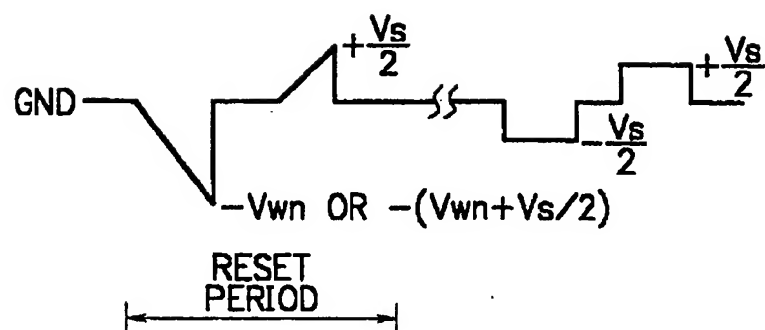 +Vs/2
+Vs/2
GND
-Vs/2
-Vwn OR -(Vwn+Vs/2)
RESET
PERIOD